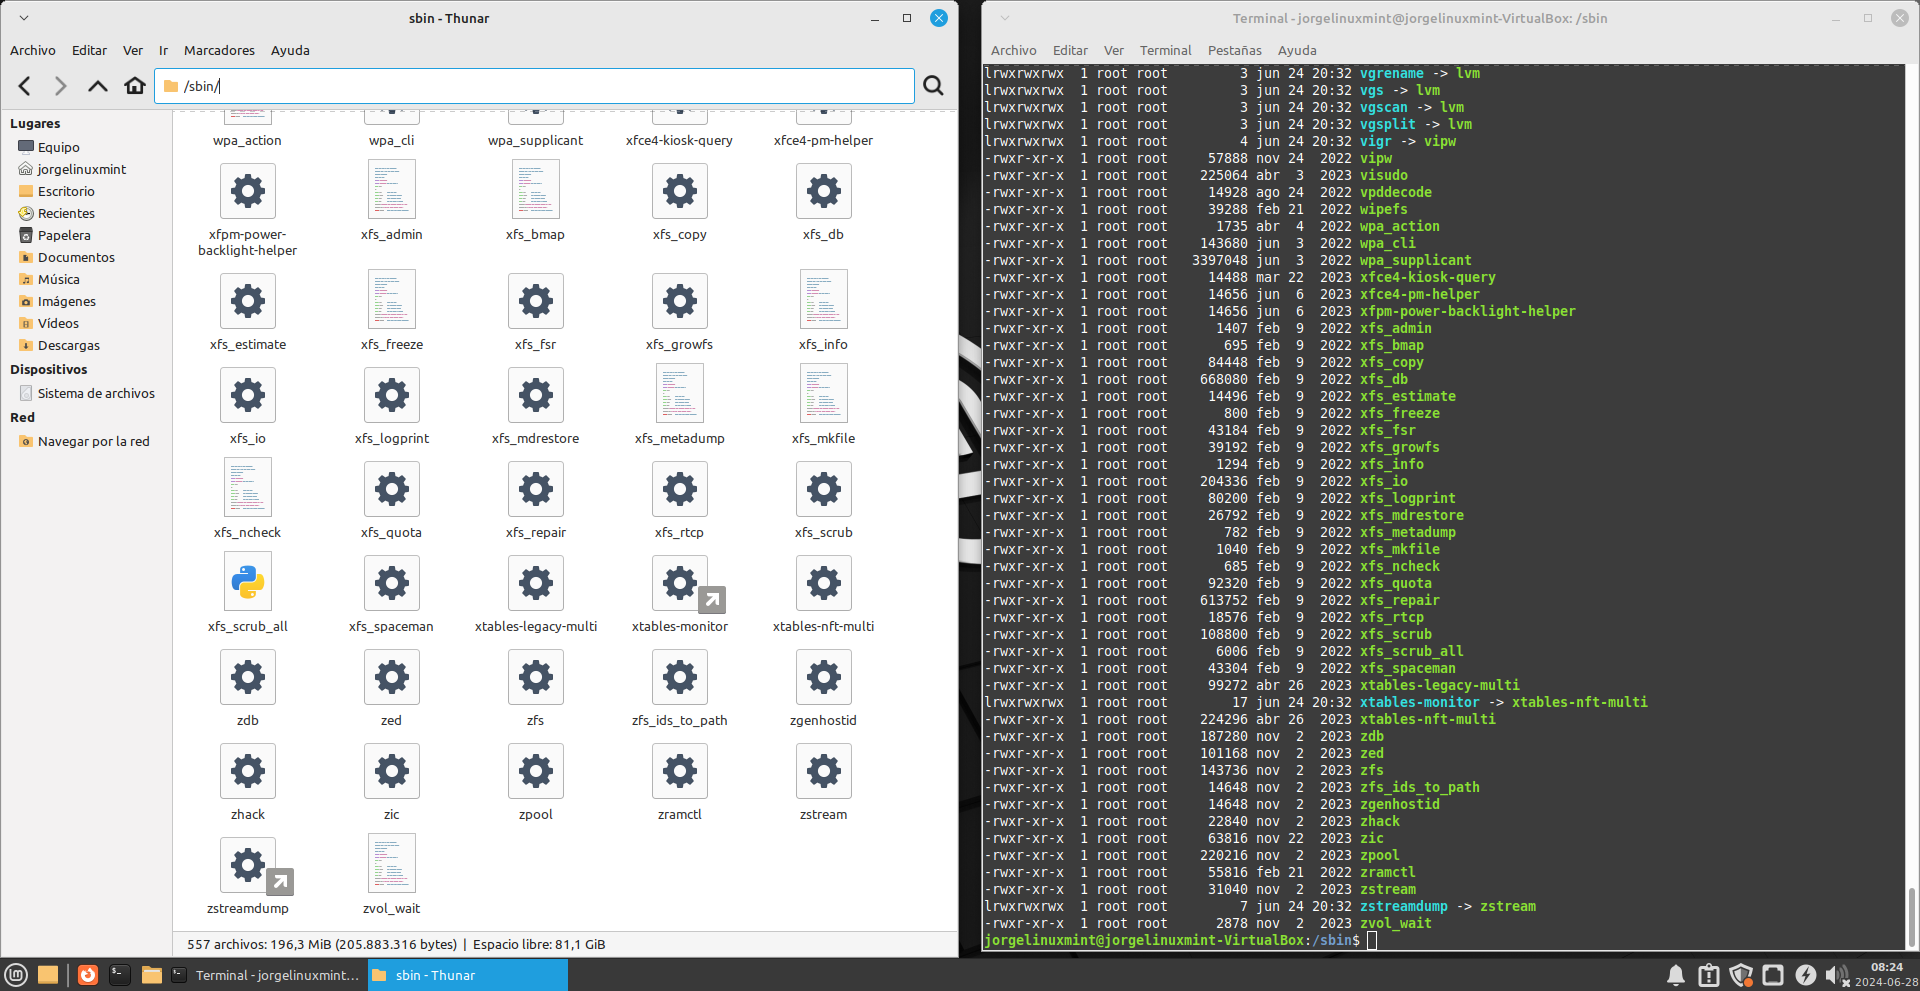 sbin - Thunar
Archivo Editar Ver Ir Marcadores Ayuda
/sbin/
Lugares
Equipo
jorgelinuxmint
Escritorio
Recientes
Papelera
Documentos
Música
Imágenes
Vídeos
Descargas
Dispositivos
Sistema de archivos
Red
Navegar por la red
wpa_action wpa_cli wpa_supplicant xfce4-kiosk-query xfce4-pm-helper
xfpm-power-
backlight-helper xfs_admin xfs_bmap xfs_copy xfs_db
xfs_estimate xfs_freeze xfs_fsr xfs_growfs xfs_info
xfs_io xfs_logprint xfs_mdrestore xfs_metadump xfs_mkfile
xfs_ncheck xfs_quota xfs_repair xfs_rtcp xfs_scrub
xfs_scrub_all xfs_spaceman xtables-legacy-multi xtables-monitor xtables-nft-multi
zdb zed zfs zfs_ids_to_path zgenhostid
zhack zic zpool zramctl zstream
zstreamdump zvol_wait
557 archivos: 196,3 MiB (205.883.316 bytes) | Espacio libre: 81,1 GiB
Terminal - jorgelinuxmint@jorgelinuxmint-VirtualBox: /sbin
Archivo Editar Ver Terminal Pestañas Ayuda
lrwxrwxrwx 1 root root 3 jun 24 20:32 vgrename -> lvm
lrwxrwxrwx 1 root root 3 jun 24 20:32 vgs -> lvm
lrwxrwxrwx 1 root root 3 jun 24 20:32 vgscan -> lvm
lrwxrwxrwx 1 root root 3 jun 24 20:32 vgsplit -> lvm
lrwxrwxrwx 1 root root 4 jun 24 20:32 vigr -> vipw
-rwxr-xr-x 1 root root 57888 nov 24 2022 vipw
-rwxr-xr-x 1 root root 225064 abr 3 2023 visudo
-rwxr-xr-x 1 root root 14928 ago 24 2022 vpddecode
-rwxr-xr-x 1 root root 39288 feb 21 2022 wipefs
-rwxr-xr-x 1 root root 1735 abr 4 2022 wpa_action
-rwxr-xr-x 1 root root 143680 jun 3 2022 wpa_cli
-rwxr-xr-x 1 root root 3397048 jun 3 2022 wpa_supplicant
-rwxr-xr-x 1 root root 14488 mar 22 2023 xfce4-kiosk-query
-rwxr-xr-x 1 root root 14656 jun 6 2023 xfce4-pm-helper
-rwxr-xr-x 1 root root 14656 jun 6 2023 xfpm-power-backlight-helper
-rwxr-xr-x 1 root root 1407 feb 9 2022 xfs_admin
-rwxr-xr-x 1 root root 695 feb 9 2022 xfs_bmap
-rwxr-xr-x 1 root root 84448 feb 9 2022 xfs_copy
-rwxr-xr-x 1 root root 668080 feb 9 2022 xfs_db
-rwxr-xr-x 1 root root 14496 feb 9 2022 xfs_estimate
-rwxr-xr-x 1 root root 800 feb 9 2022 xfs_freeze
-rwxr-xr-x 1 root root 43184 feb 9 2022 xfs_fsr
-rwxr-xr-x 1 root root 39192 feb 9 2022 xfs_growfs
-rwxr-xr-x 1 root root 1294 feb 9 2022 xfs_info
-rwxr-xr-x 1 root root 204336 feb 9 2022 xfs_io
-rwxr-xr-x 1 root root 80200 feb 9 2022 xfs_logprint
-rwxr-xr-x 1 root root 26792 feb 9 2022 xfs_mdrestore
-rwxr-xr-x 1 root root 782 feb 9 2022 xfs_metadump
-rwxr-xr-x 1 root root 1040 feb 9 2022 xfs_mkfile
-rwxr-xr-x 1 root root 685 feb 9 2022 xfs_ncheck
-rwxr-xr-x 1 root root 92320 feb 9 2022 xfs_quota
-rwxr-xr-x 1 root root 613752 feb 9 2022 xfs_repair
-rwxr-xr-x 1 root root 18576 feb 9 2022 xfs_rtcp
-rwxr-xr-x 1 root root 108800 feb 9 2022 xfs_scrub
-rwxr-xr-x 1 root root 6006 feb 9 2022 xfs_scrub_all
-rwxr-xr-x 1 root root 43304 feb 9 2022 xfs_spaceman
-rwxr-xr-x 1 root root 99272 abr 26 2023 xtables-legacy-multi
lrwxrwxrwx 1 root root 17 jun 24 20:32 xtables-monitor -> xtables-nft-multi
-rwxr-xr-x 1 root root 224296 abr 26 2023 xtables-nft-multi
-rwxr-xr-x 1 root root 187280 nov 2 2023 zdb
-rwxr-xr-x 1 root root 101168 nov 2 2023 zed
-rwxr-xr-x 1 root root 143736 nov 2 2023 zfs
-rwxr-xr-x 1 root root 14648 nov 2 2023 zfs_ids_to_path
-rwxr-xr-x 1 root root 14648 nov 2 2023 zgenhostid
-rwxr-xr-x 1 root root 22840 nov 2 2023 zhack
-rwxr-xr-x 1 root root 63816 nov 22 2023 zic
-rwxr-xr-x 1 root root 220216 nov 2 2023 zpool
-rwxr-xr-x 1 root root 55816 feb 21 2022 zramctl
-rwxr-xr-x 1 root root 31040 nov 2 2023 zstream
lrwxrwxrwx 1 root root 7 jun 24 20:32 zstreamdump -> zstream
-rwxr-xr-x 1 root root 2878 nov 2 2023 zvol_wait
jorgelinuxmint@jorgelinuxmint-VirtualBox:/sbin$
Terminal - jorgelinuxmint... sbin - Thunar
08:24
2024-06-28